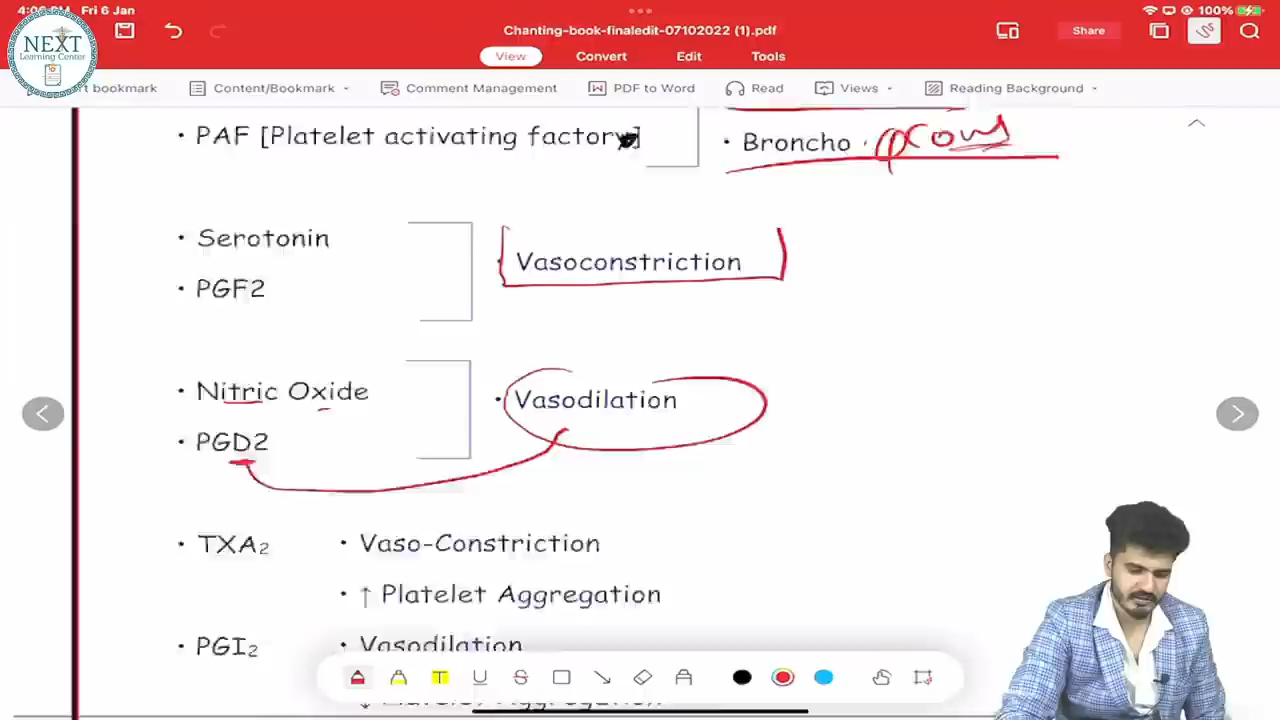 4:06 PM Fri 6 Jan
100%
NEXT
Learning Center
Chanting-book-finaledit-07102022 (1).pdf
Share
View Convert Edit Tools
bookmark Content/Bookmark Comment Management PDF to Word Read Views Reading Background
• PAF [Platelet activating factory]
• Broncho
• Serotonin
• PGF2
• Vasoconstriction
• Nitric Oxide
• PGD2
• Vasodilation
• TXA₂ • Vaso-Constriction
• ↑ Platelet Aggregation
• PGI₂ • Vasodilation
T U S